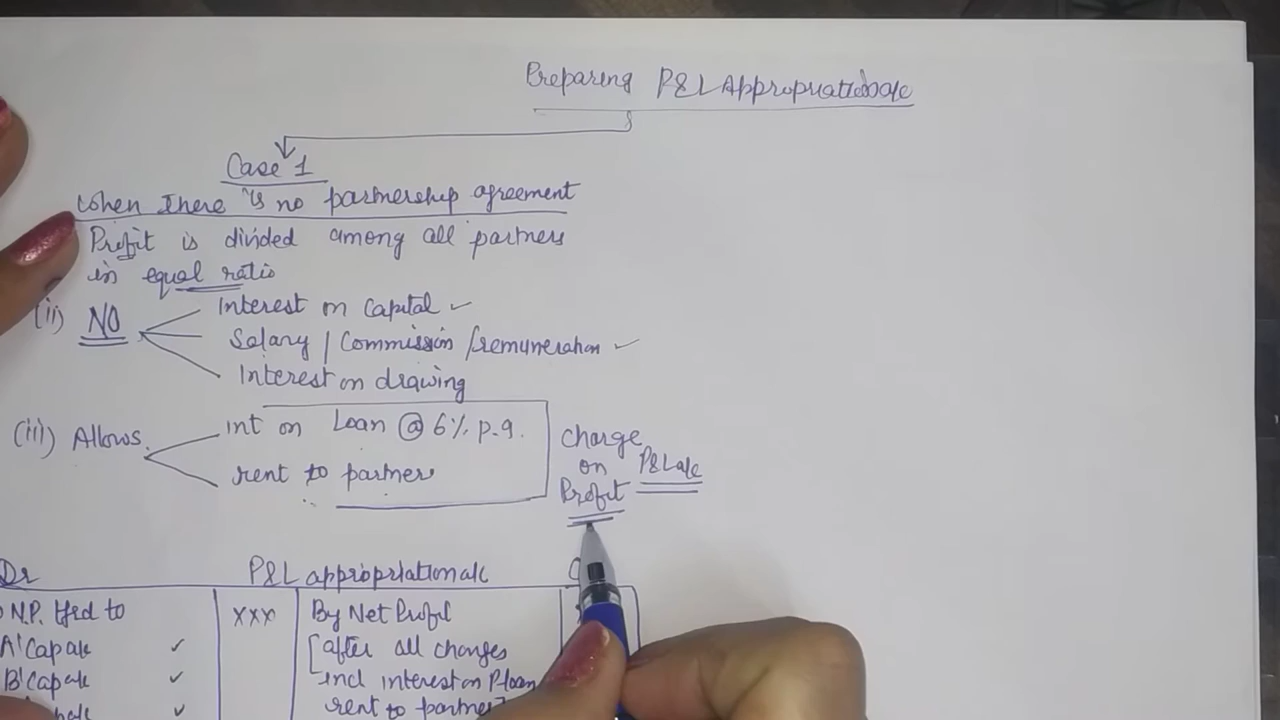 Preparing P&L Appropriation a/c
Case 1
When There is no partnership agreement
Profit is divided among all partners
in equal ratio
(ii) NO
Interest on Capital ✓
Salary / Commission / remuneration ✓
Interest on drawing
(iii) Allows
int on Loan @ 6% p.a.
rent to partner
Charge
on P&L a/c
Profit
Dr P&L appropriation a/c
N.P. tfrd to xxx By Net Profit
A' Cap a/c ✓ [after all charges
B' Cap a/c ✓ incl interest on P. loan
✓ rent to partner]